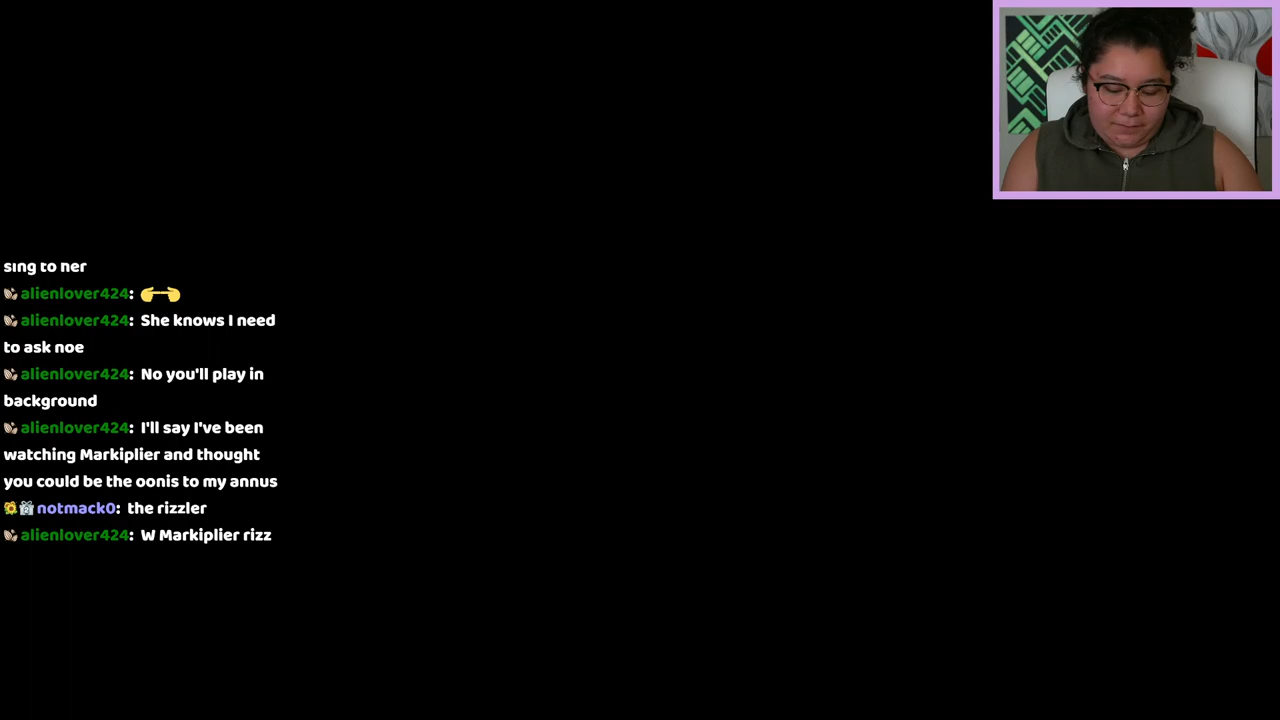 sing to her
alienlover424:
alienlover424: She knows I need
to ask noe
alienlover424: No you'll play in
background
alienlover424: I'll say I've been
watching Markiplier and thought
you could be the oonis to my annus
notmack0: the rizzler
alienlover424: W Markiplier rizz